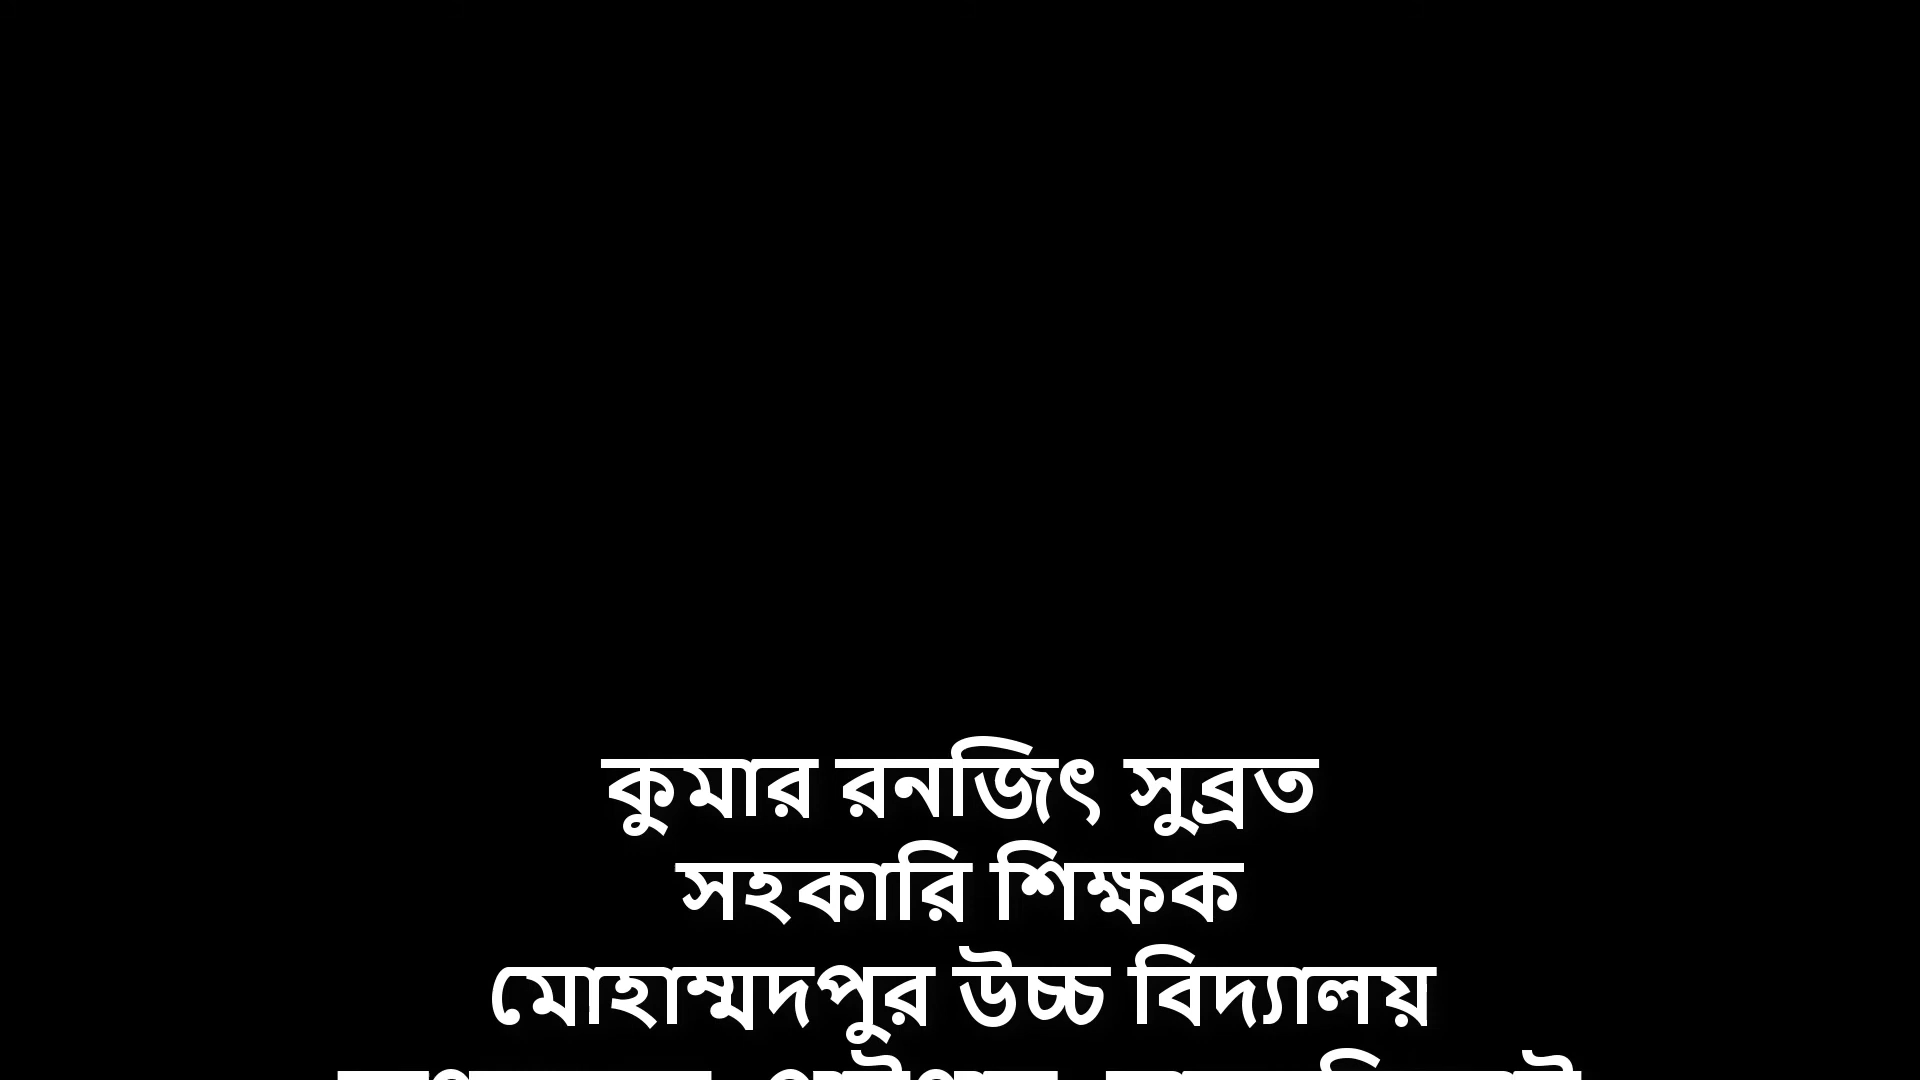 কুমার রনজিৎ সুব্রত
সহকারি শিক্ষক
মোহাম্মদপুর উচ্চ বিদ্যালয়